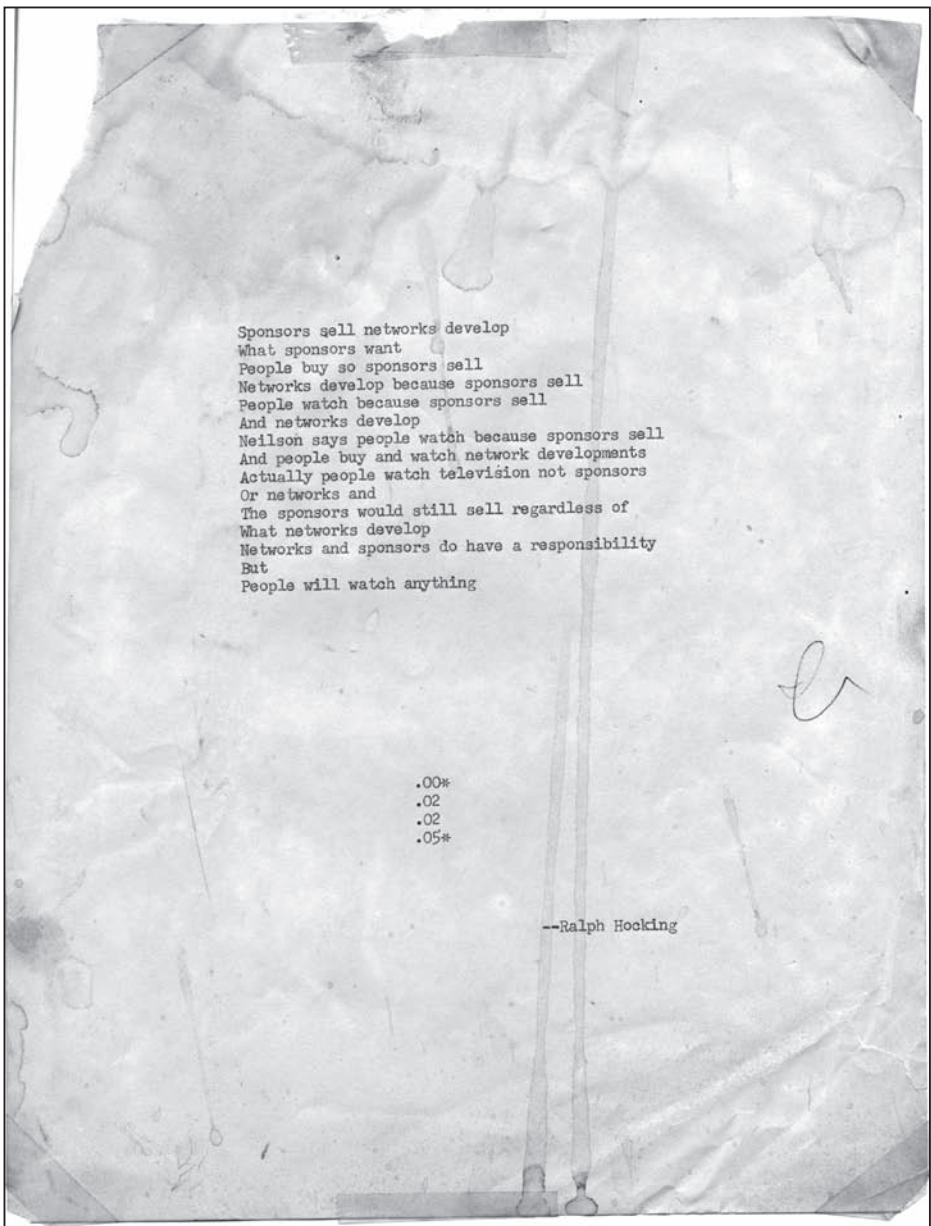 Sponsors sell networks develop
What sponsors want
People buy so sponsors sell
Networks develop because sponsors sell
People watch because sponsors sell
And networks develop
Neilson says people watch because sponsors sell
And people buy and watch network developments
Actually people watch television not sponsors
Or networks and
The sponsors would still sell regardless of
What networks develop
Networks and sponsors do have a responsibility
But
People will watch anything
.00*
.02
.02
.05*
--Ralph Hocking